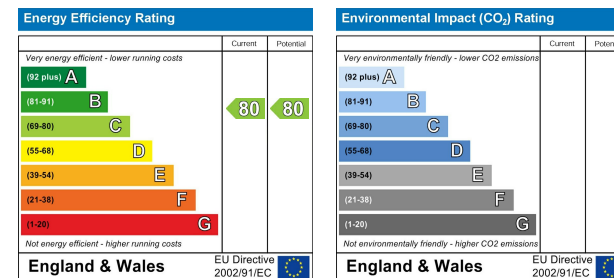 Energy Efficiency Rating
Current Potential
Very energy efficient - lower running costs
(92 plus) A
(81-91) B
(69-80) C
(55-68) D
(39-54) E
(21-38) F
(1-20) G
80 80
Not energy efficient - higher running costs
England & Wales
EU Directive
2002/91/EC
Environmental Impact (CO₂) Rating
Current Poten
Very environmentally friendly - lower CO2 emissions
(92 plus) A
(81-91) B
(69-80) C
(55-68) D
(39-54) E
(21-38) F
(1-20) G
Not environmentally friendly - higher CO2 emissions
England & Wales
EU Directive
2002/91/EC